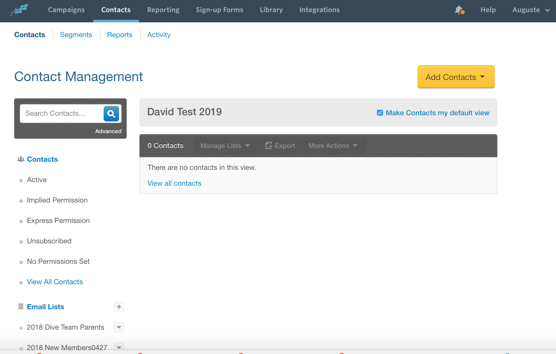 Campaigns Contacts Reporting Sign-up Forms Library Integrations Help Auguste
Contacts Segments Reports Activity
Contact Management
Add Contacts
Search Contacts...
Advanced
David Test 2019
Make Contacts my default view
0 Contacts Manage Lists Export More Actions
There are no contacts in this view.
View all contacts
Contacts
Active
Implied Permission
Express Permission
Unsubscribed
No Permissions Set
View All Contacts
Email Lists
2018 Dive Team Parents
2018 New Members0427